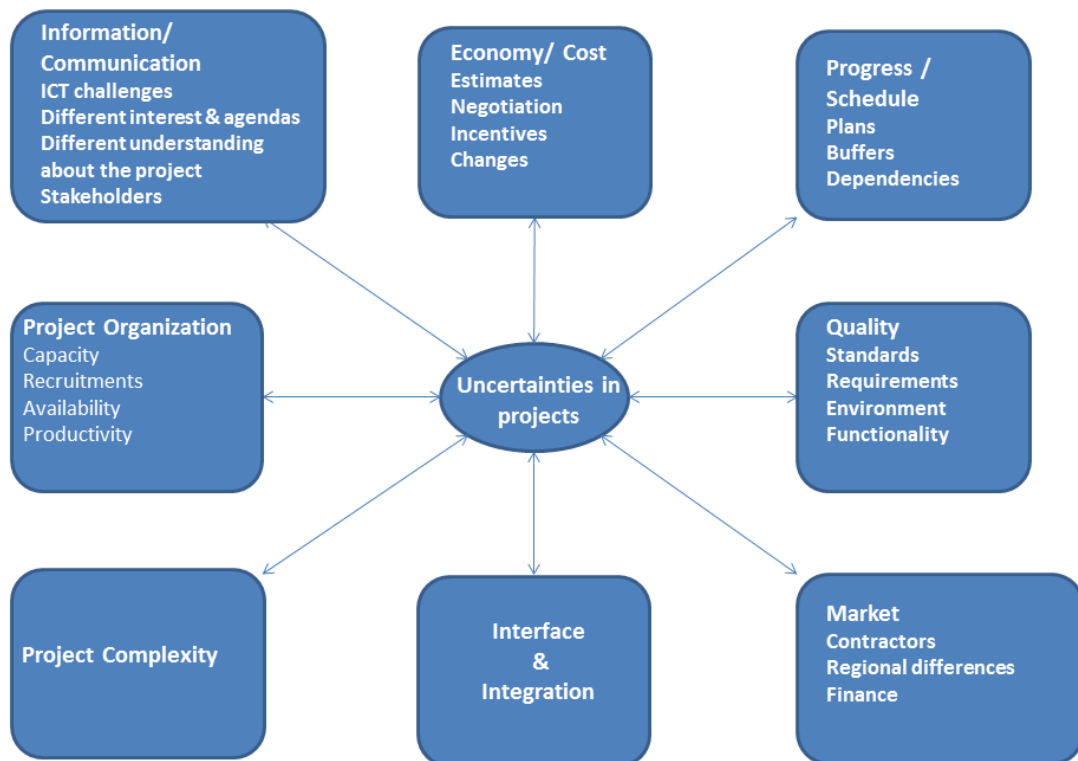 Information/
Communication
ICT challenges
Different interest & agendas
Different understanding
about the project
Stakeholders
Economy/ Cost
Estimates
Negotiation
Incentives
Changes
Progress /
Schedule
Plans
Buffers
Dependencies
Project Organization
Capacity
Recruitments
Availability
Productivity
Uncertainties in
projects
Quality
Standards
Requirements
Environment
Functionality
Project Complexity
Interface
&
Integration
Market
Contractors
Regional differences
Finance